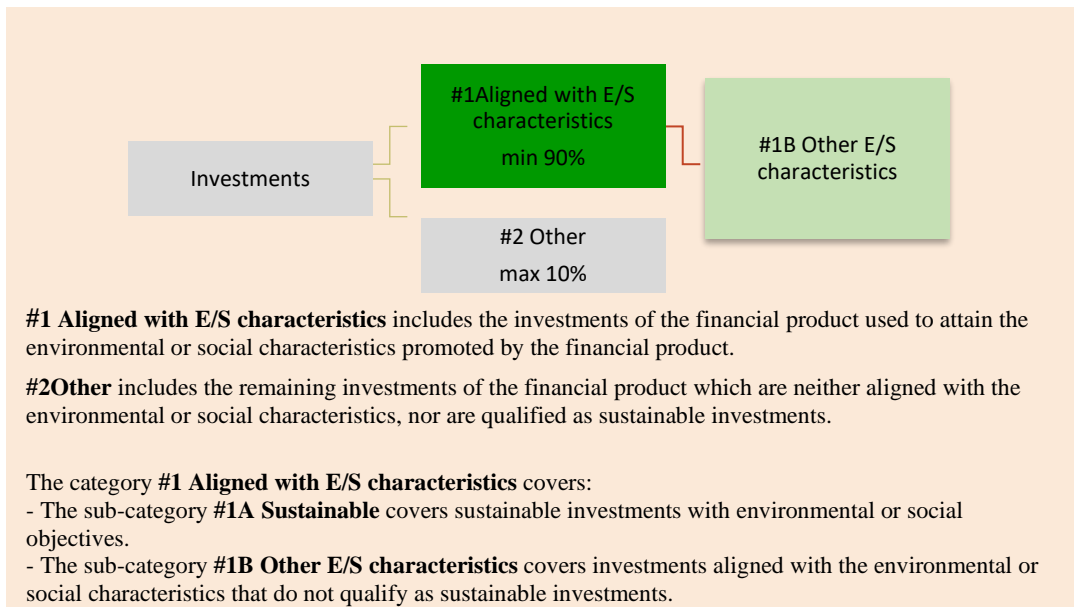 #1Aligned with E/S
characteristics
min 90%
#1B Other E/S
characteristics
Investments
#2 Other
max 10%
#1 Aligned with E/S characteristics includes the investments of the financial product used to attain the
environmental or social characteristics promoted by the financial product.
#2Other includes the remaining investments of the financial product which are neither aligned with the
environmental or social characteristics, nor are qualified as sustainable investments.
The category #1 Aligned with E/S characteristics covers:
- The sub-category #1A Sustainable covers sustainable investments with environmental or social
objectives.
- The sub-category #1B Other E/S characteristics covers investments aligned with the environmental or
social characteristics that do not qualify as sustainable investments.